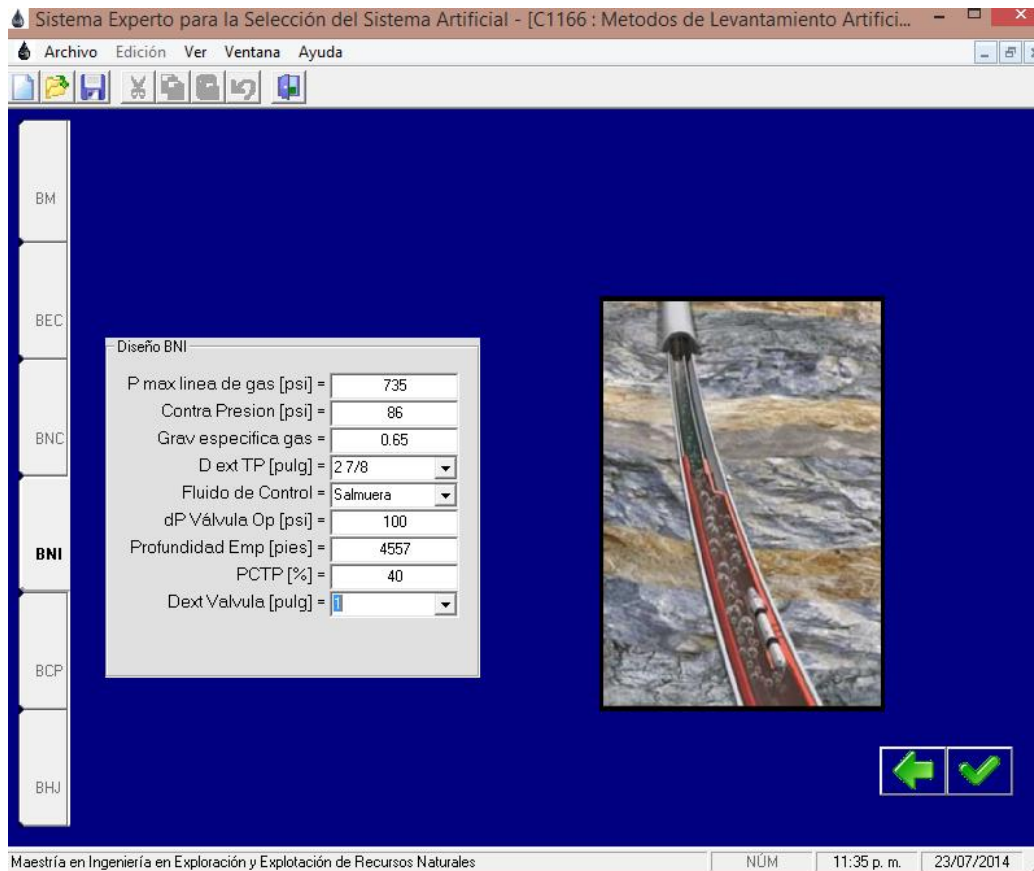 Sistema Experto para la Selección del Sistema Artificial - [C1166 : Metodos de Levantamiento Artifici...
Archivo Edición Ver Ventana Ayuda
BM
BEC
BNC
BNI
BCP
BHJ
Diseño BNI
P max linea de gas [psi] = 735
Contra Presion [psi] = 86
Grav especifica gas = 0.65
D ext TP [pulg] = 2 7/8
Fluido de Control = Salmuera
dP Válvula Op [psi] = 100
Profundidad Emp [pies] = 4557
PCTP [%] = 40
Dext Valvula [pulg] = 1
Maestría en Ingeniería en Exploración y Explotación de Recursos Naturales NÚM 11:35 p. m. 23/07/2014